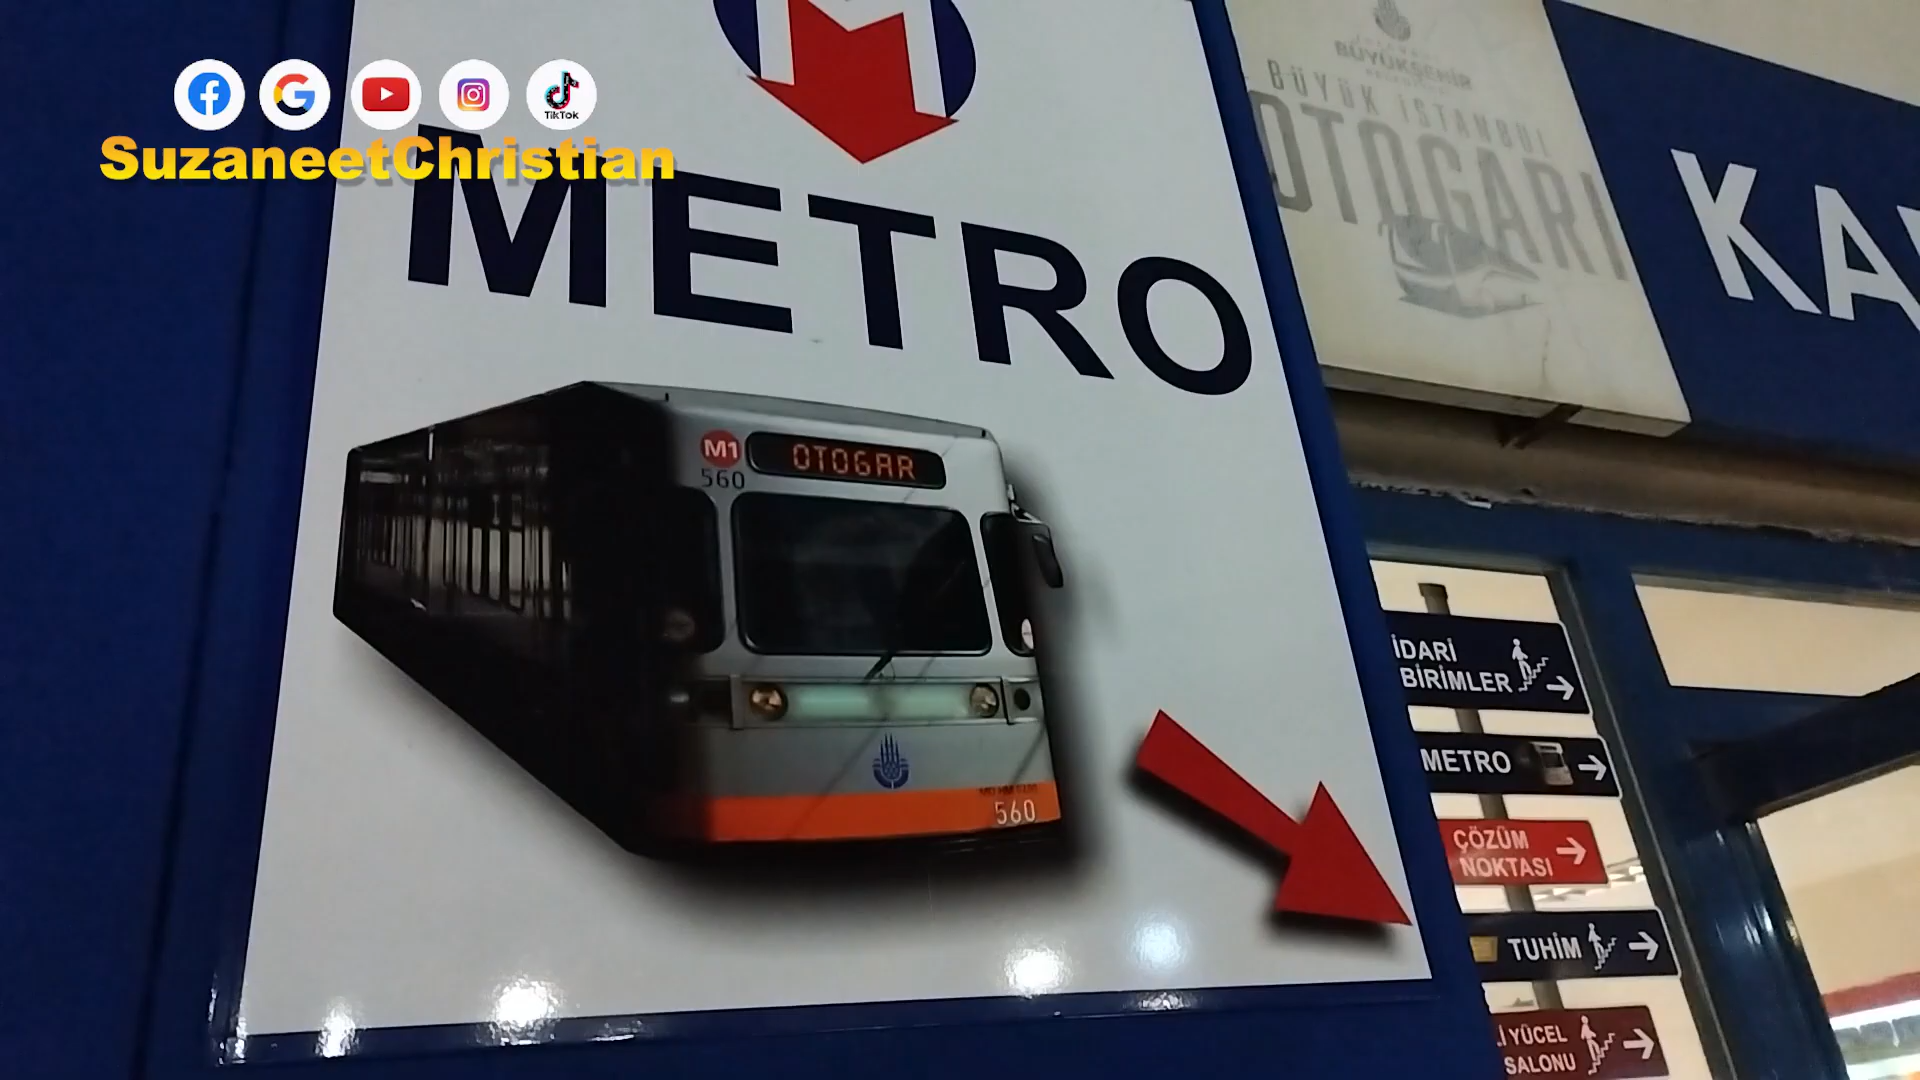 TikTok
SuzaneetChristian
METRO
M1
OTOGAR
560
560
BÜYÜKŞEHİR
BÜYÜK İSTANBUL
OTOGARI
KA
İDARİ
BİRİMLER
METRO
ÇÖZÜM
NOKTASI
TUHİM
Lİ YÜCEL
SALONU